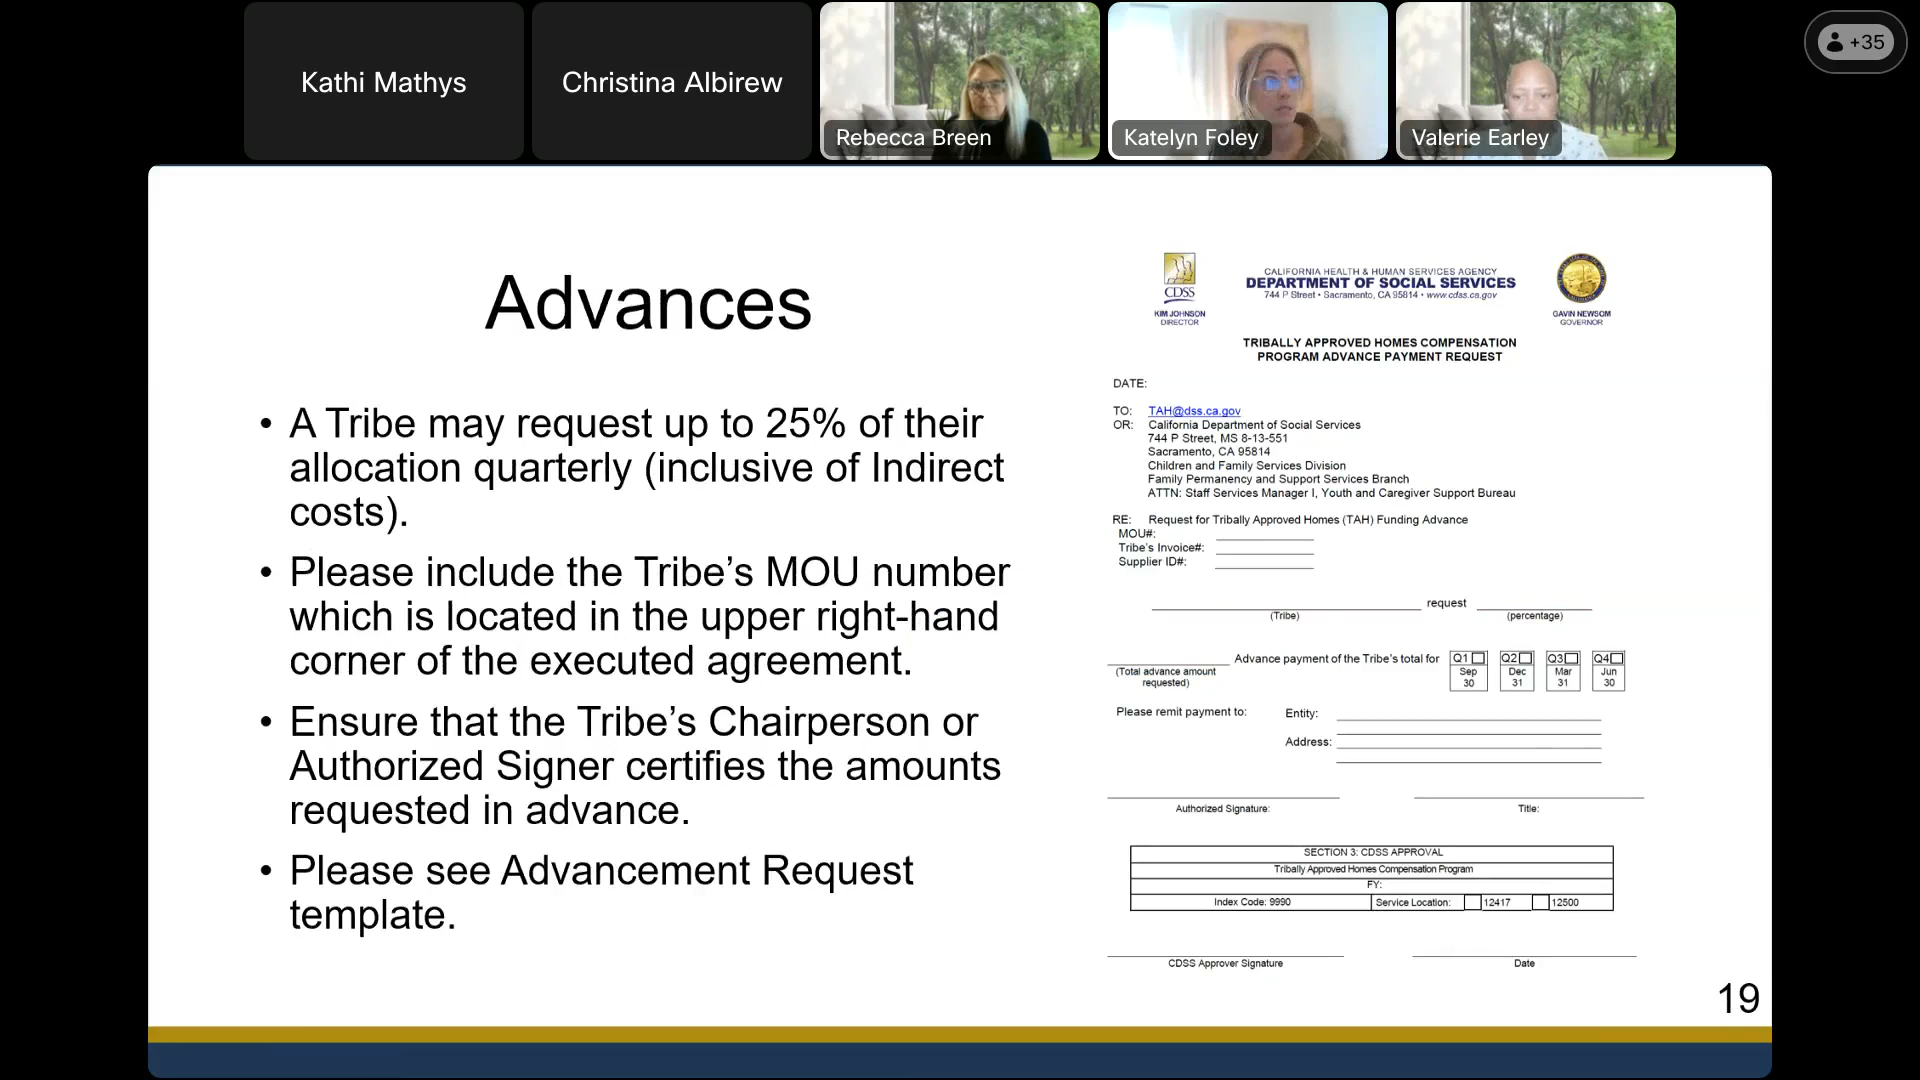 Kathi Mathys
Christina Albirew
Rebecca Breen
Katelyn Foley
Valerie Earley
+35
Advances
• A Tribe may request up to 25% of their
allocation quarterly (inclusive of Indirect
costs).
• Please include the Tribe's MOU number
which is located in the upper right-hand
corner of the executed agreement.
• Ensure that the Tribe's Chairperson or
Authorized Signer certifies the amounts
requested in advance.
• Please see Advancement Request
template.
CDSS
KIM JOHNSON
DIRECTOR
CALIFORNIA HEALTH & HUMAN SERVICES AGENCY
DEPARTMENT OF SOCIAL SERVICES
744 P Street • Sacramento, CA 95814 • www.cdss.ca.gov
GAVIN NEWSOM
GOVERNOR
TRIBALLY APPROVED HOMES COMPENSATION
PROGRAM ADVANCE PAYMENT REQUEST
DATE:
TO: TAH@dss.ca.gov
OR: California Department of Social Services
744 P Street, MS 8-13-551
Sacramento, CA 95814
Children and Family Services Division
Family Permanency and Support Services Branch
ATTN: Staff Services Manager I, Youth and Caregiver Support Bureau
RE: Request for Tribally Approved Homes (TAH) Funding Advance
MOU#:
Tribe's Invoice#:
Supplier ID#:
request
(Tribe) (percentage)
Advance payment of the Tribe's total for
(Total advance amount
requested)
Q1 Sep 30
Q2 Dec 31
Q3 Mar 31
Q4 Jun 30
Please remit payment to: Entity:
Address:
Authorized Signature: Title:
SECTION 3: CDSS APPROVAL
Tribally Approved Homes Compensation Program
FY:
Index Code: 9990 Service Location: 12417 12500
CDSS Approver Signature Date
19